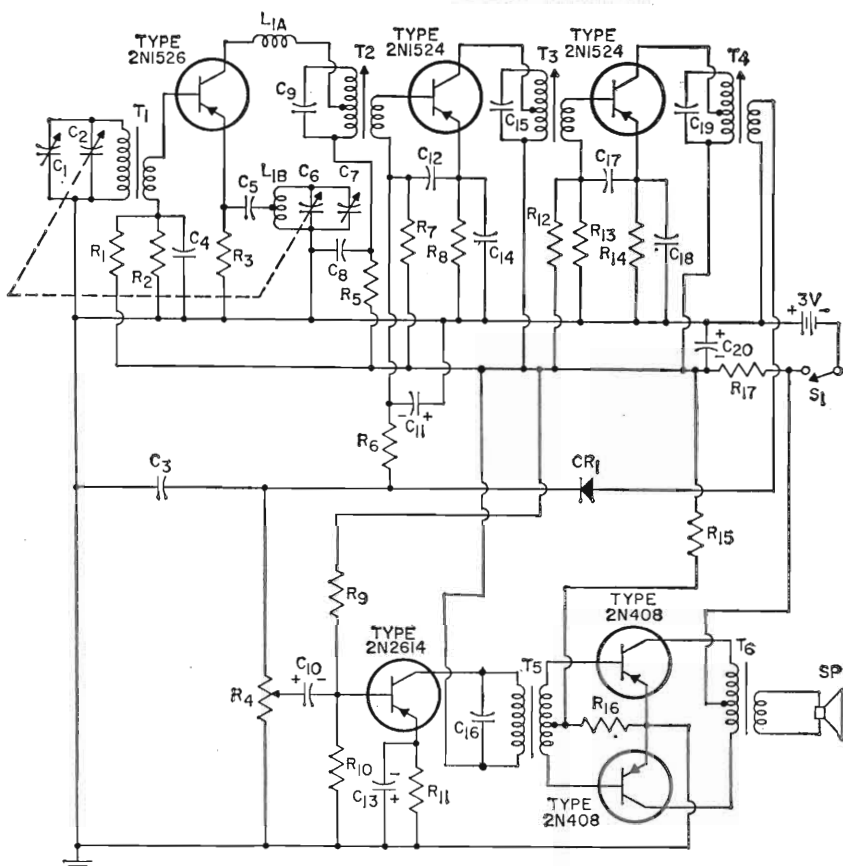 L1A
TYPE
2N1526
T2
TYPE
2N1524
T3
TYPE
2N1524
T4
C9
C15
C19
C1
C2
T1
C5
L1B
C6
C7
C12
C17
R1
R2
C4
R3
C8
R5
R7
R8
C14
R12
R13
R14
C18
+ 3V -
+
C20
-
R17
S1
- +
C11
R6
C3
CR1
R15
R9
TYPE
2N2614
TYPE
2N408
C10
+ -
R4
C16
T5
R16
T6
SP
R10
-
C13
+
R11
TYPE
2N408